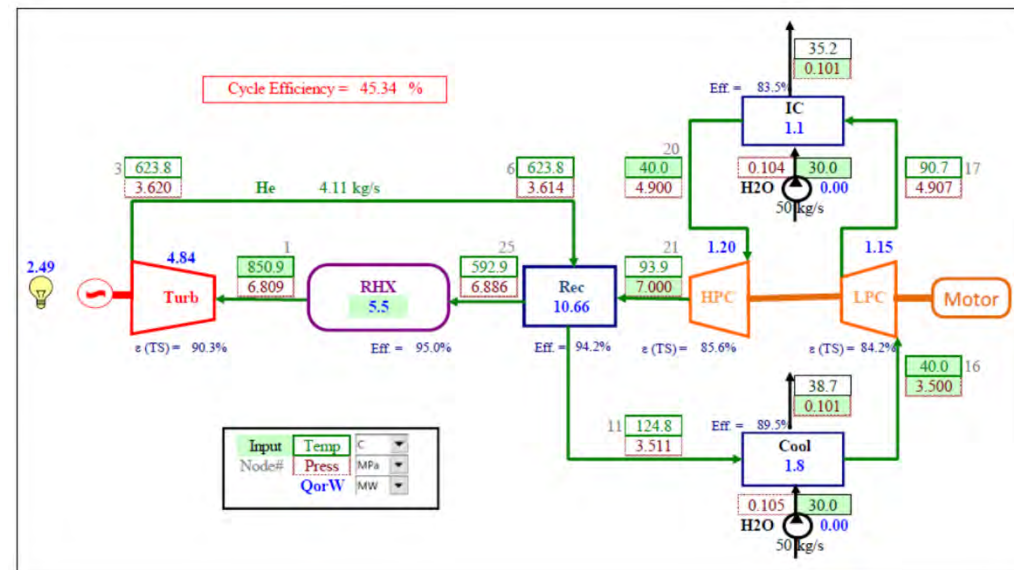 35.2
0.101
Eff. = 83.5%
IC
1.1
Cycle Efficiency = 45.34 %
20
3 623.8
3.620
He 4.11 kg/s
6 623.8
3.614
40.0
4.900
0.104 30.0
H2O 0.00
50 kg/s
90.7 17
4.907
2.49
4.84
Turb
ε (TS) = 90.3%
1
850.9
6.809
RHX
5.5
Eff. = 95.0%
25
592.9
6.886
Rec
10.66
Eff. = 94.2%
21
93.9
7.000
1.20
HPC
ε (TS) = 85.6%
1.15
LPC
ε (TS) = 84.2%
Motor
40.0 16
3.500
38.7
0.101
11 124.8
3.511
Eff. = 89.5%
Cool
1.8
0.105 30.0
H2O 0.00
50 kg/s
Input Temp C
Node# Press MPa
QorW MW